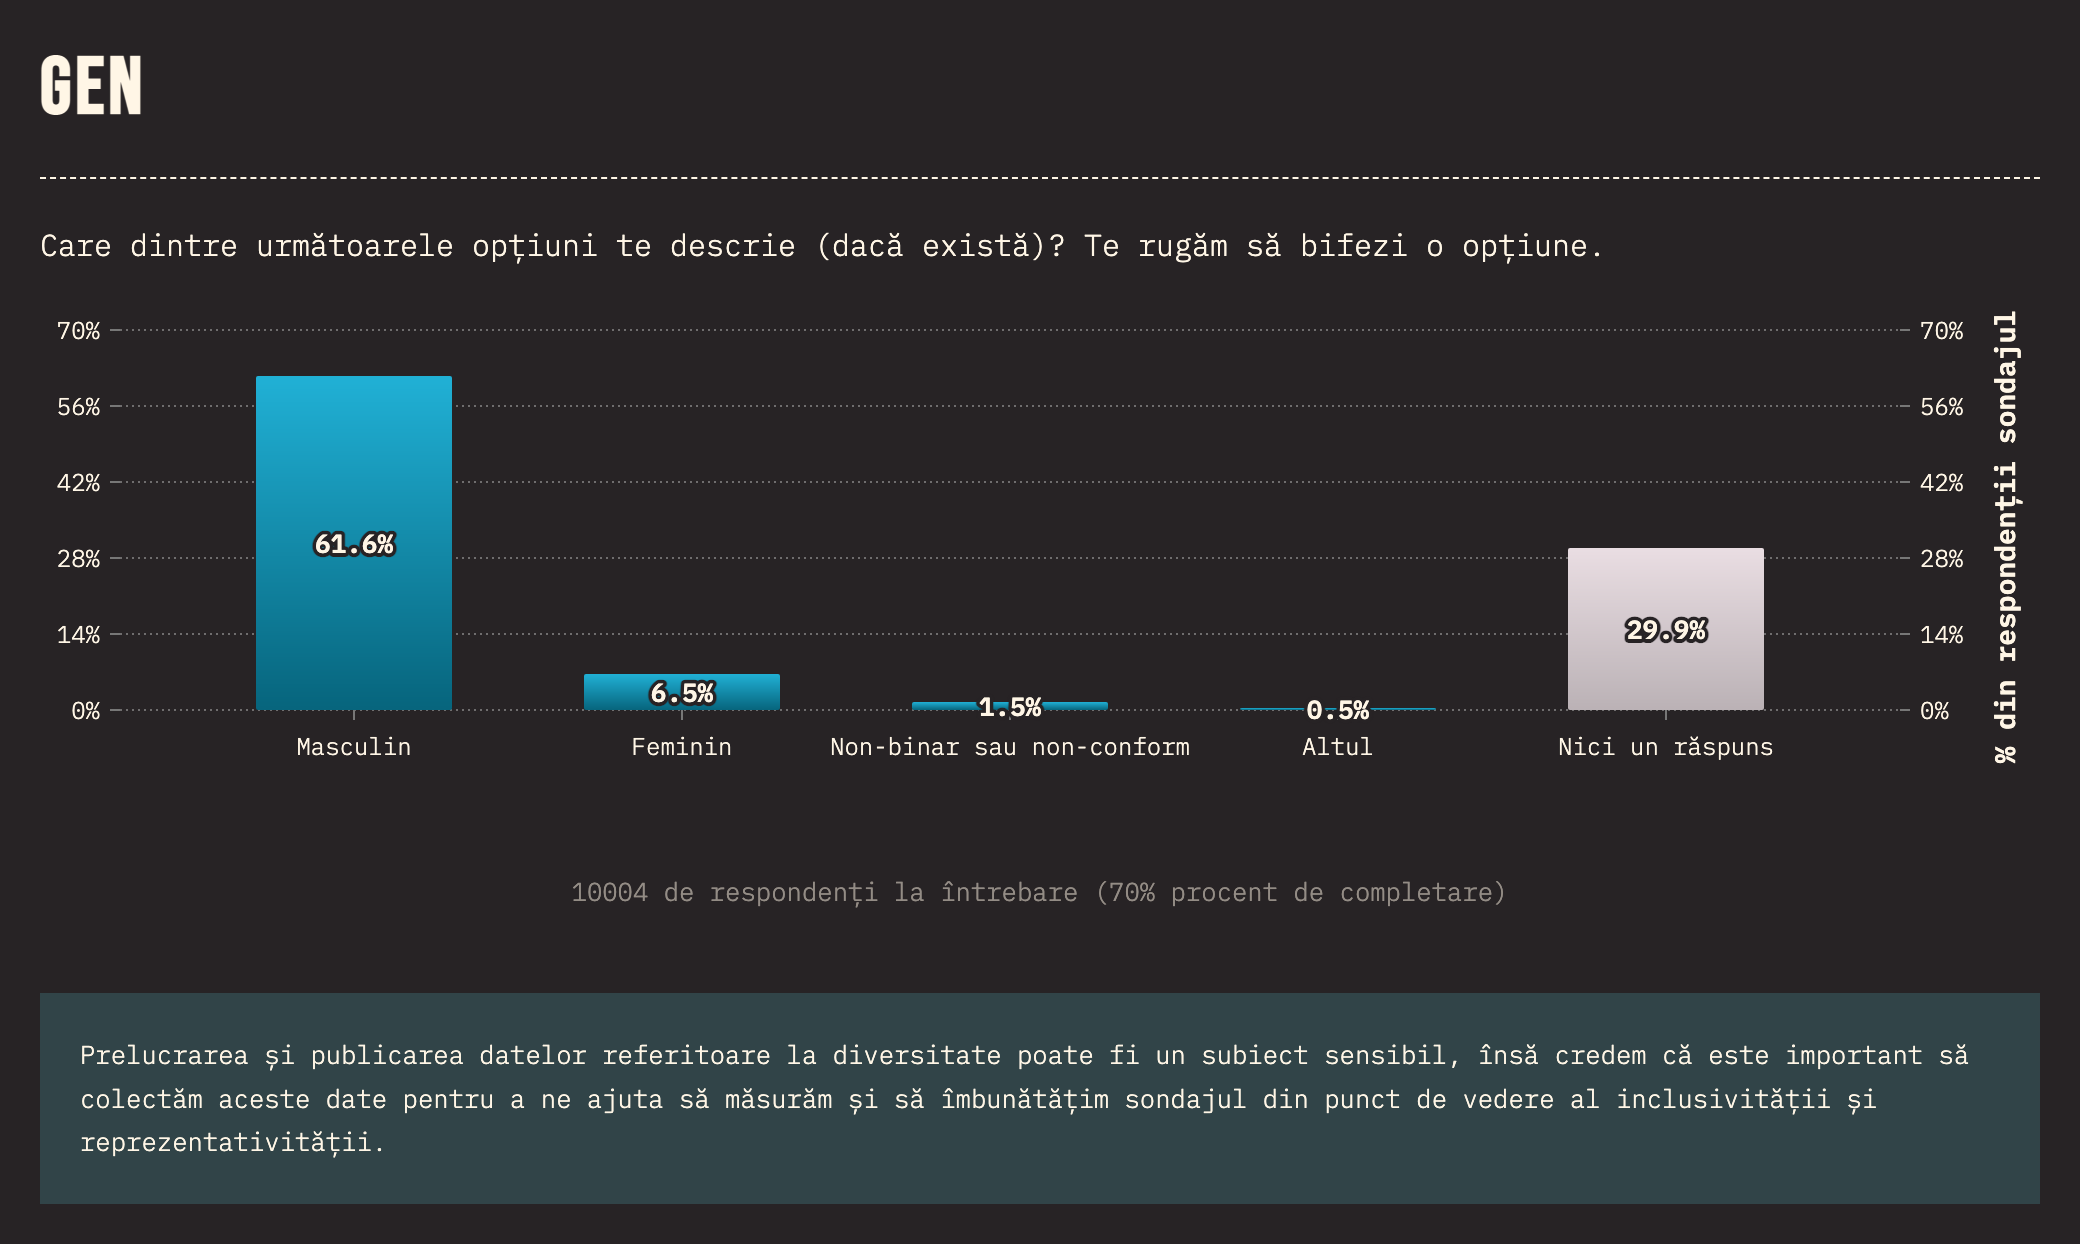 GEN
Care dintre următoarele opțiuni te descrie (dacă există)? Te rugăm să bifezi o opțiune.
70%
56%
42%
28%
14%
0%
61.6%
6.5%
1.5%
0.5%
29.9%
Masculin
Feminin
Non-binar sau non-conform
Altul
Nici un răspuns
70%
56%
42%
28%
14%
0%
% din respondenții sondajul
10004 de respondenți la întrebare (70% procent de completare)
Prelucrarea și publicarea datelor referitoare la diversitate poate fi un subiect sensibil, însă credem că este important să
colectăm aceste date pentru a ne ajuta să măsurăm și să îmbunătățim sondajul din punct de vedere al inclusivității și
reprezentativității.